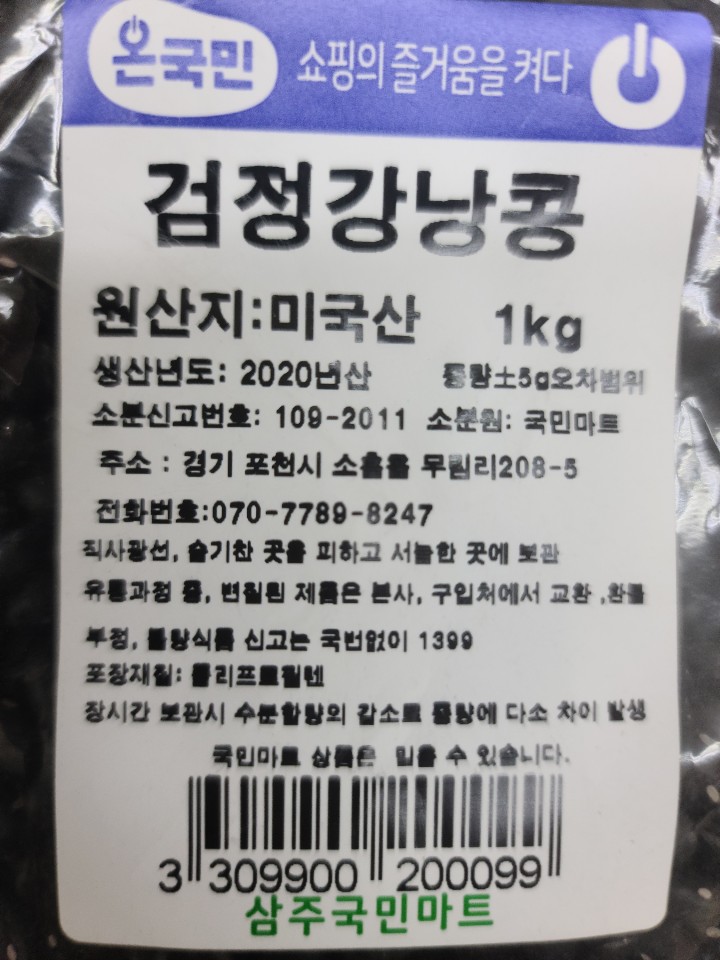 온국민 쇼핑의 즐거움을 켜다
검정강낭콩
원산지:미국산 1kg
생산년도: 2020년산 중량±5g오차범위
소분신고번호: 109-2011 소분원: 국민마트
주소 : 경기 포천시 소흘읍 무림리208-5
전화번호:070-7789-8247
직사광선, 습기찬 곳을 피하고 서늘한 곳에 보관
유통과정 중, 변질된 제품은 본사, 구입처에서 교환 ,환불
부정, 불량식품 신고는 국번없이 1399
포장재질: 폴리프로필렌
장시간 보관시 수분함량의 감소로 중량에 다소 차이 발생
국민마트 상품은 믿을 수 있습니다.
3 309900 200099
삼주국민마트